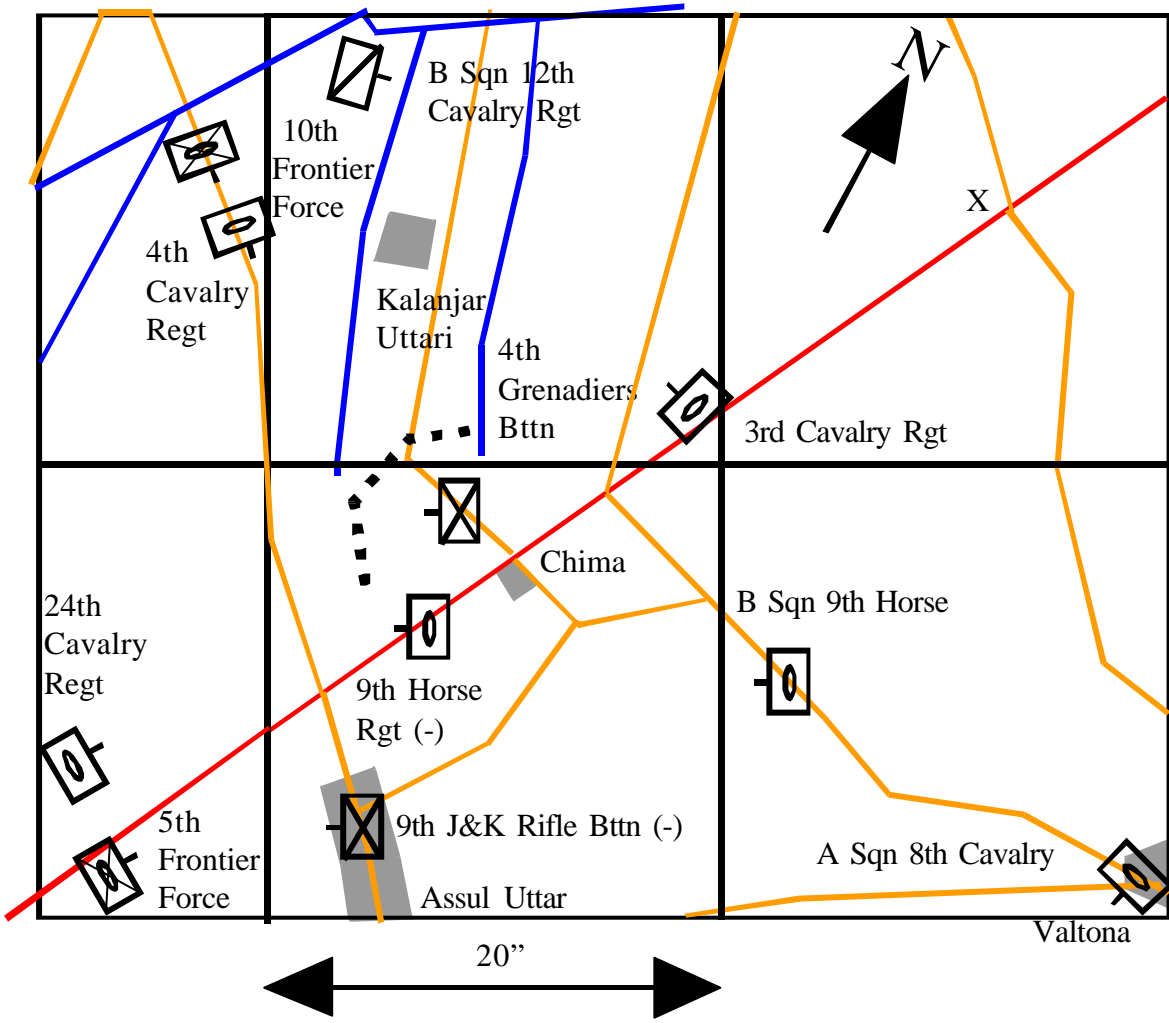 N
B Sqn 12th
Cavalry Rgt
10th
Frontier
Force
X
4th
Cavalry
Regt
Kalanjar
Uttari
4th
Grenadiers
Bttn
3rd Cavalry Rgt
Chima
24th
Cavalry
Regt
B Sqn 9th Horse
9th Horse
Rgt (-)
5th
Frontier
Force
9th J&K Rifle Bttn (-)
A Sqn 8th Cavalry
Assul Uttar
Valtona
20”